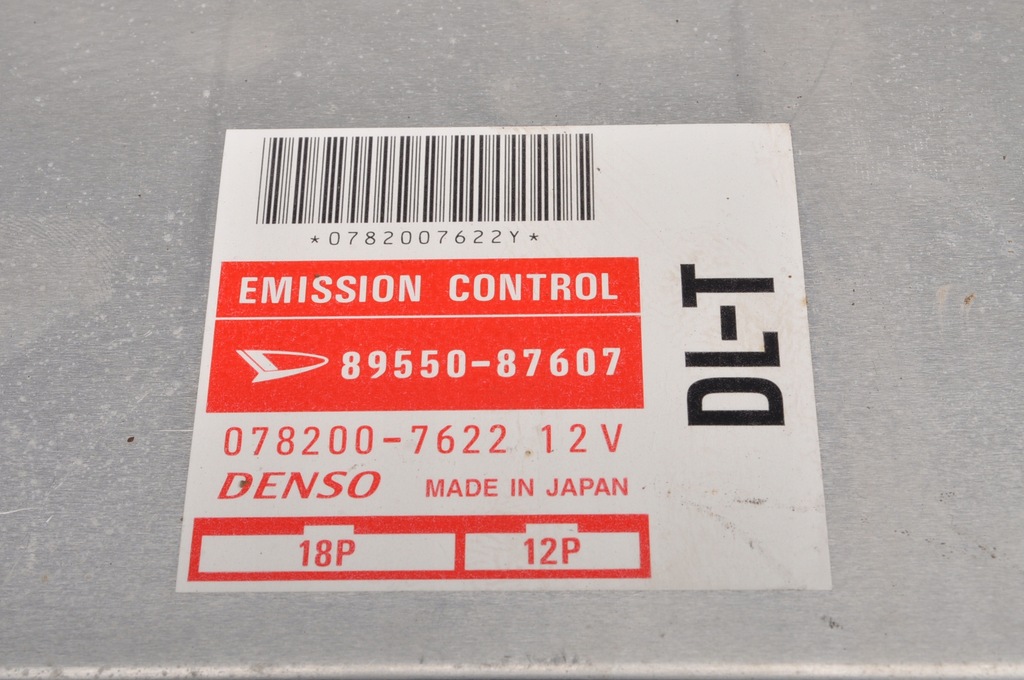 *0782007622Y*
EMISSION CONTROL
89550-87607
078200-7622 12V
DENSO MADE IN JAPAN
18P 12P
DL-T